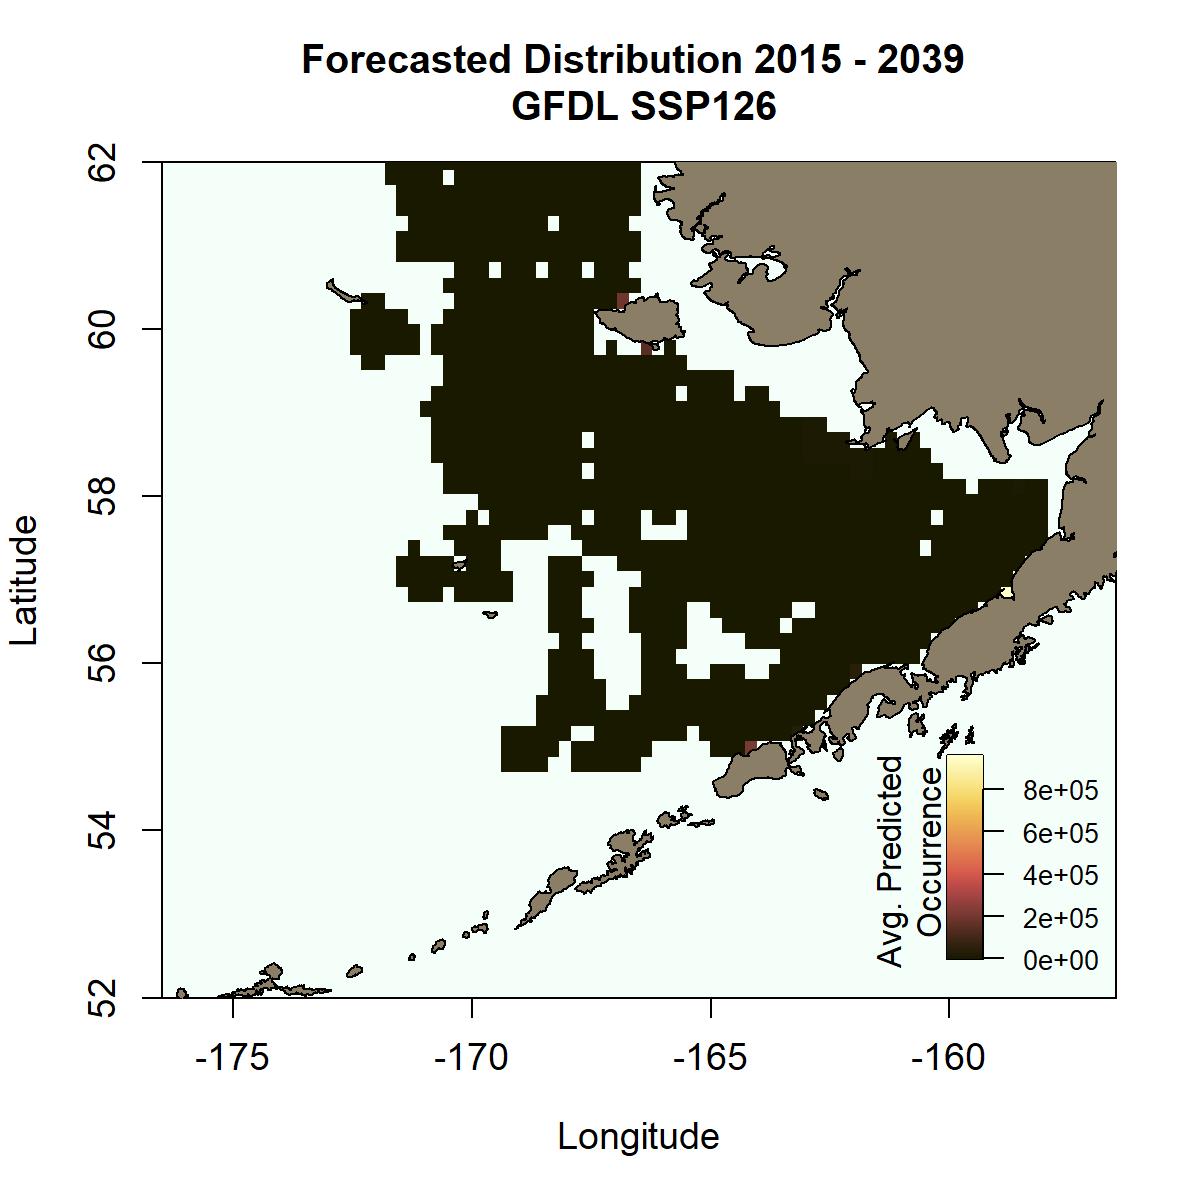 Forecasted Distribution 2015 - 2039
GFDL SSP126
62
60
58
56
54
52
Latitude
-175
-170
-165
-160
Longitude
Avg. Predicted
Occurrence
8e+05
6e+05
4e+05
2e+05
0e+00